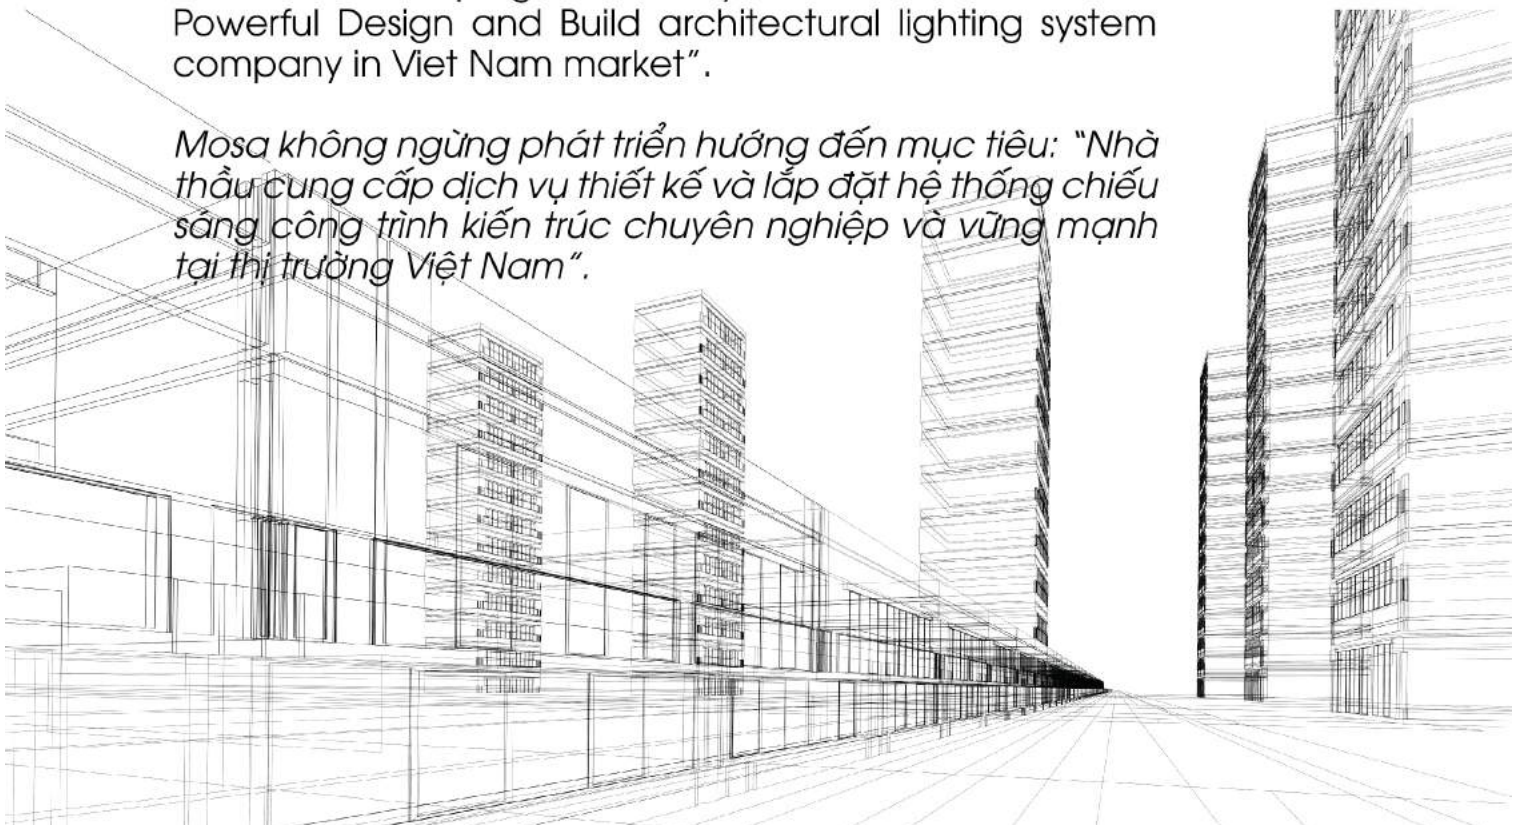 Powerful Design and Build architectural lighting system
company in Viet Nam market”.
Mosa không ngừng phát triển hướng đến mục tiêu: “Nhà
thầu cung cấp dịch vụ thiết kế và lắp đặt hệ thống chiếu
sáng công trình kiến trúc chuyên nghiệp và vững mạnh
tại thị trường Việt Nam”.